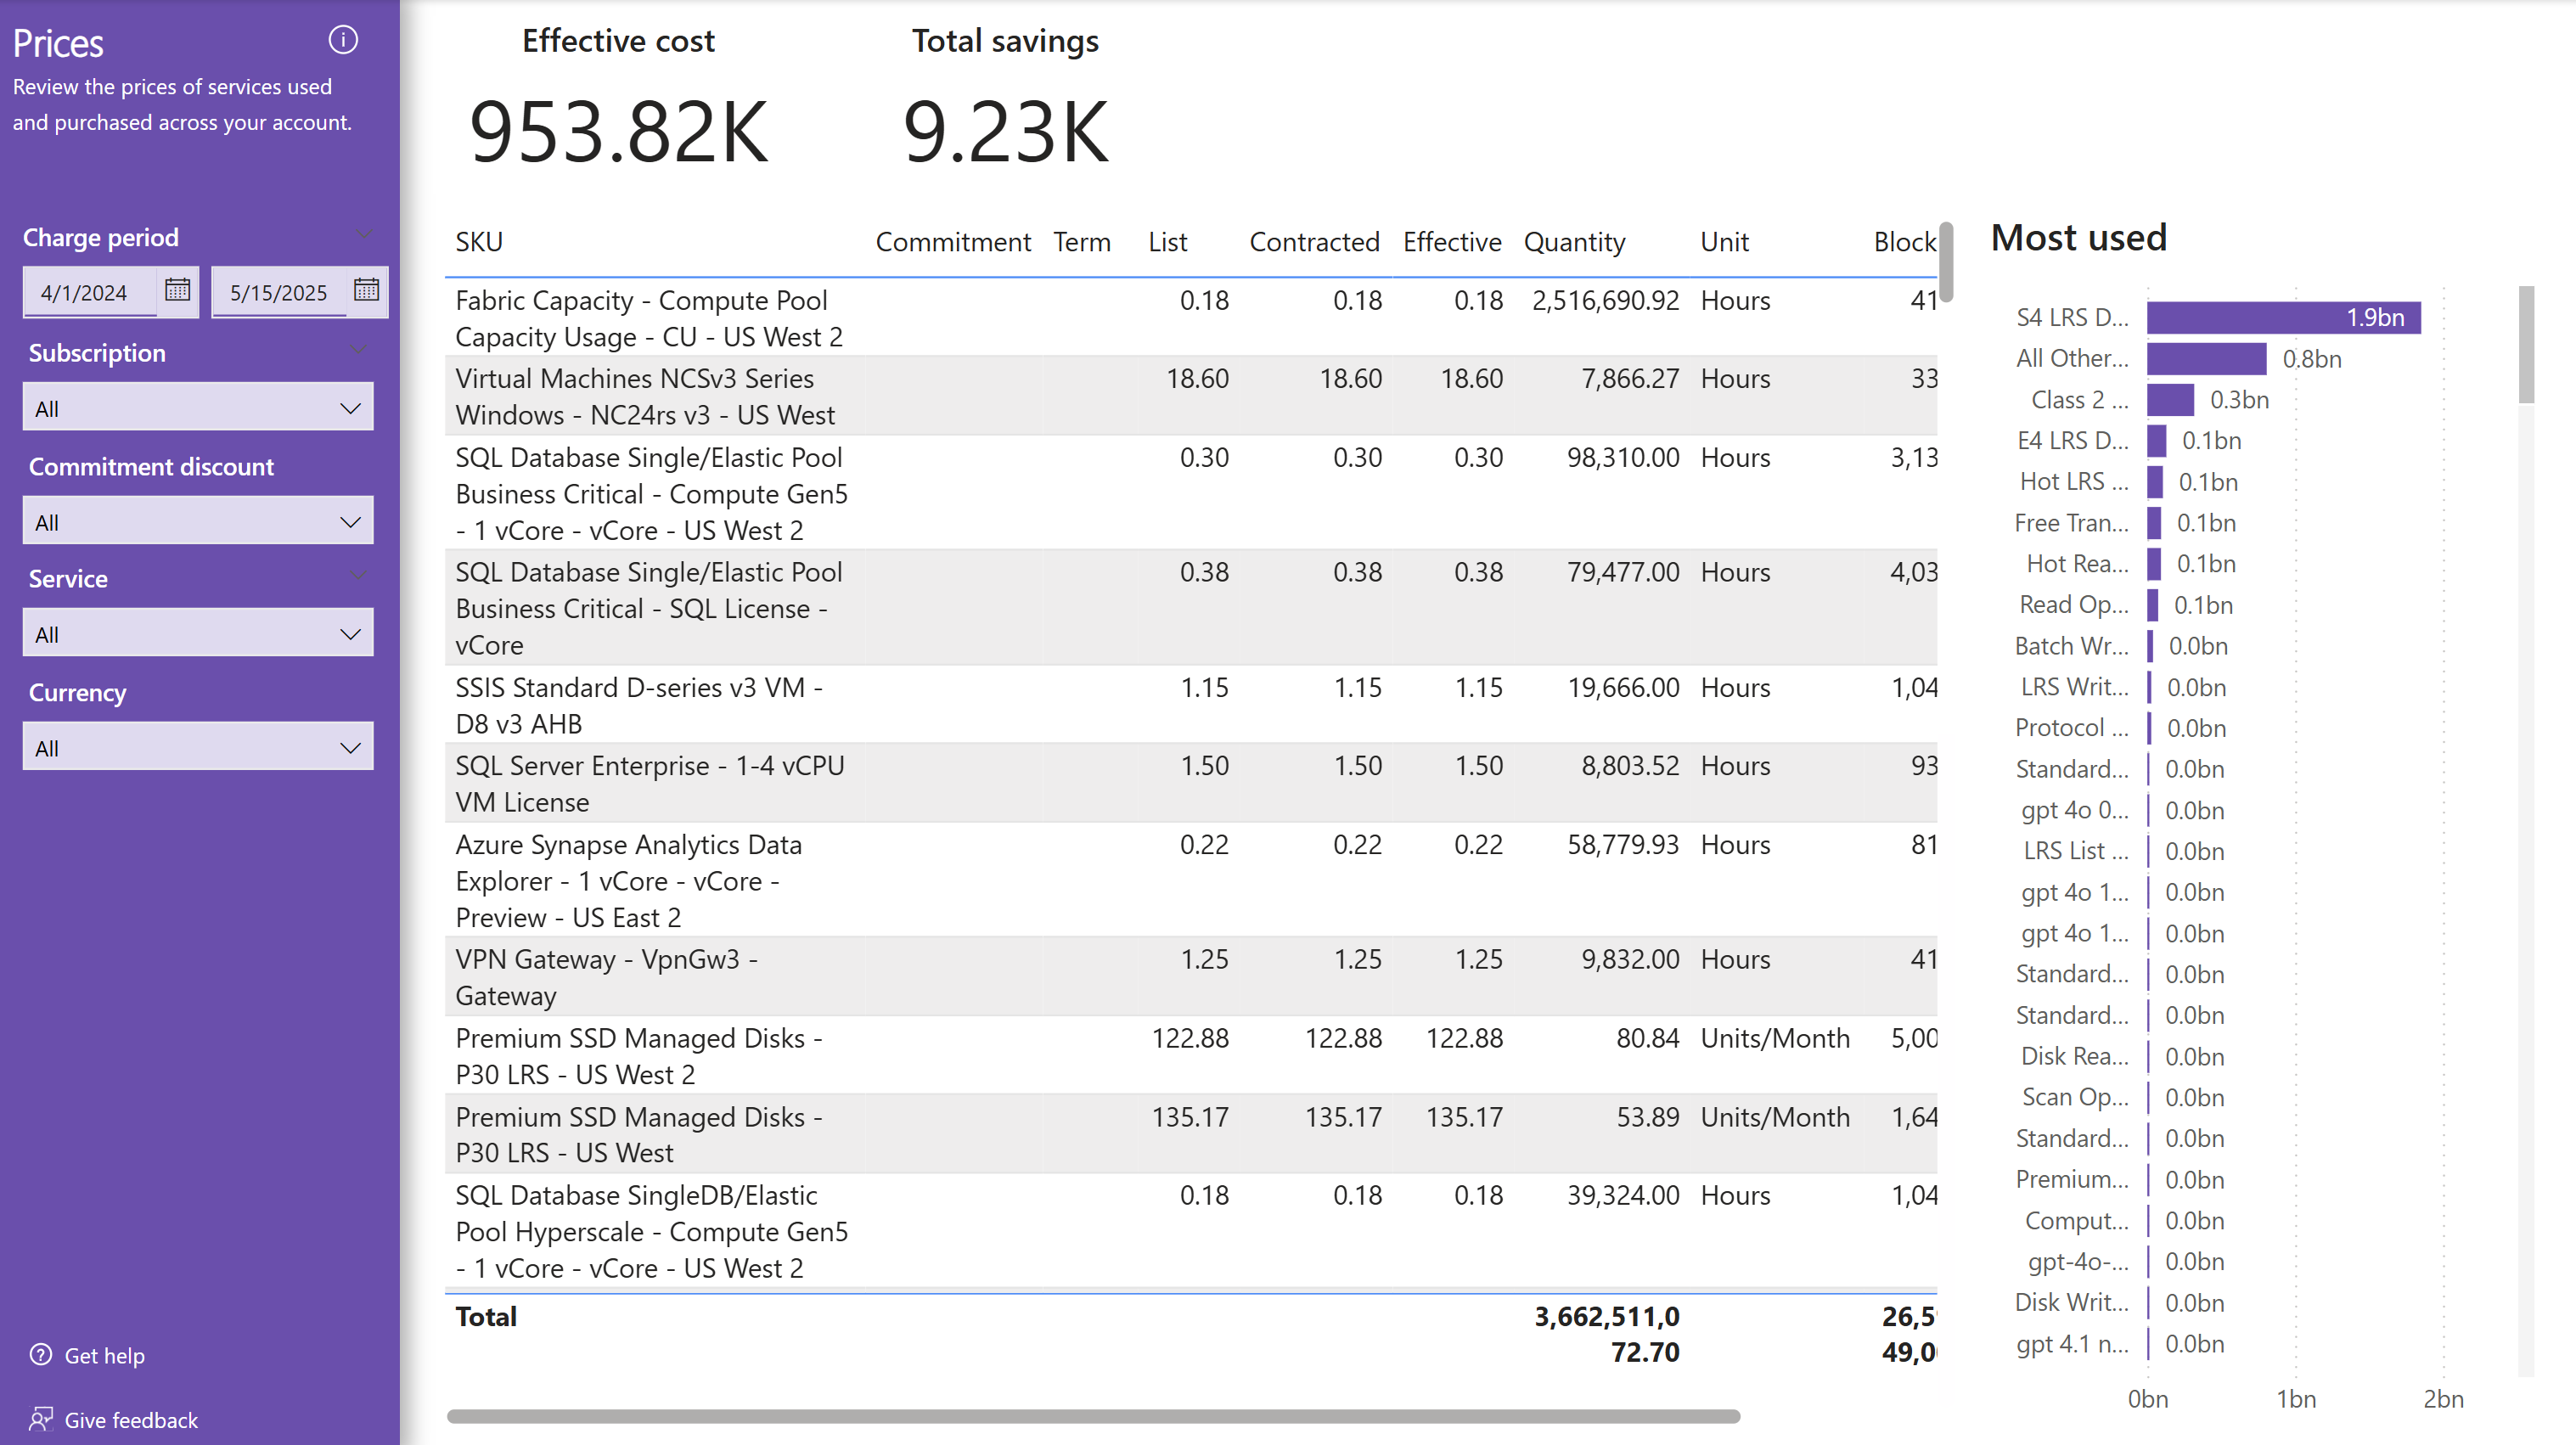 Prices
Review the prices of services used
and purchased across your account.
Charge period
4/1/2024
5/15/2025
Subscription
All
Commitment discount
All
Service
All
Currency
All
Get help
Give feedback
Effective cost
953.82K
Total savings
9.23K
SKU Commitment Term List Contracted Effective Quantity Unit Block
Fabric Capacity - Compute Pool 0.18 0.18 0.18 2,516,690.92 Hours 41
Capacity Usage - CU - US West 2
Virtual Machines NCSv3 Series 18.60 18.60 18.60 7,866.27 Hours 33
Windows - NC24rs v3 - US West
SQL Database Single/Elastic Pool 0.30 0.30 0.30 98,310.00 Hours 3,13
Business Critical - Compute Gen5
- 1 vCore - vCore - US West 2
SQL Database Single/Elastic Pool 0.38 0.38 0.38 79,477.00 Hours 4,03
Business Critical - SQL License -
vCore
SSIS Standard D-series v3 VM - 1.15 1.15 1.15 19,666.00 Hours 1,04
D8 v3 AHB
SQL Server Enterprise - 1-4 vCPU 1.50 1.50 1.50 8,803.52 Hours 93
VM License
Azure Synapse Analytics Data 0.22 0.22 0.22 58,779.93 Hours 81
Explorer - 1 vCore - vCore -
Preview - US East 2
VPN Gateway - VpnGw3 - 1.25 1.25 1.25 9,832.00 Hours 41
Gateway
Premium SSD Managed Disks - 122.88 122.88 122.88 80.84 Units/Month 5,00
P30 LRS - US West 2
Premium SSD Managed Disks - 135.17 135.17 135.17 53.89 Units/Month 1,64
P30 LRS - US West
SQL Database SingleDB/Elastic 0.18 0.18 0.18 39,324.00 Hours 1,04
Pool Hyperscale - Compute Gen5
- 1 vCore - vCore - US West 2
Total 3,662,511,0 26,5
72.70 49,0
Most used
S4 LRS D... 1.9bn
All Other... 0.8bn
Class 2 ... 0.3bn
E4 LRS D... 0.1bn
Hot LRS ... 0.1bn
Free Tran... 0.1bn
Hot Rea... 0.1bn
Read Op... 0.1bn
Batch Wr... 0.0bn
LRS Writ... 0.0bn
Protocol ... 0.0bn
Standard... 0.0bn
gpt 4o 0... 0.0bn
LRS List ... 0.0bn
gpt 4o 1... 0.0bn
gpt 4o 1... 0.0bn
Standard... 0.0bn
Standard... 0.0bn
Disk Rea... 0.0bn
Scan Op... 0.0bn
Standard... 0.0bn
Premium... 0.0bn
Comput... 0.0bn
gpt-4o-... 0.0bn
Disk Writ... 0.0bn
gpt 4.1 n... 0.0bn
0bn 1bn 2bn